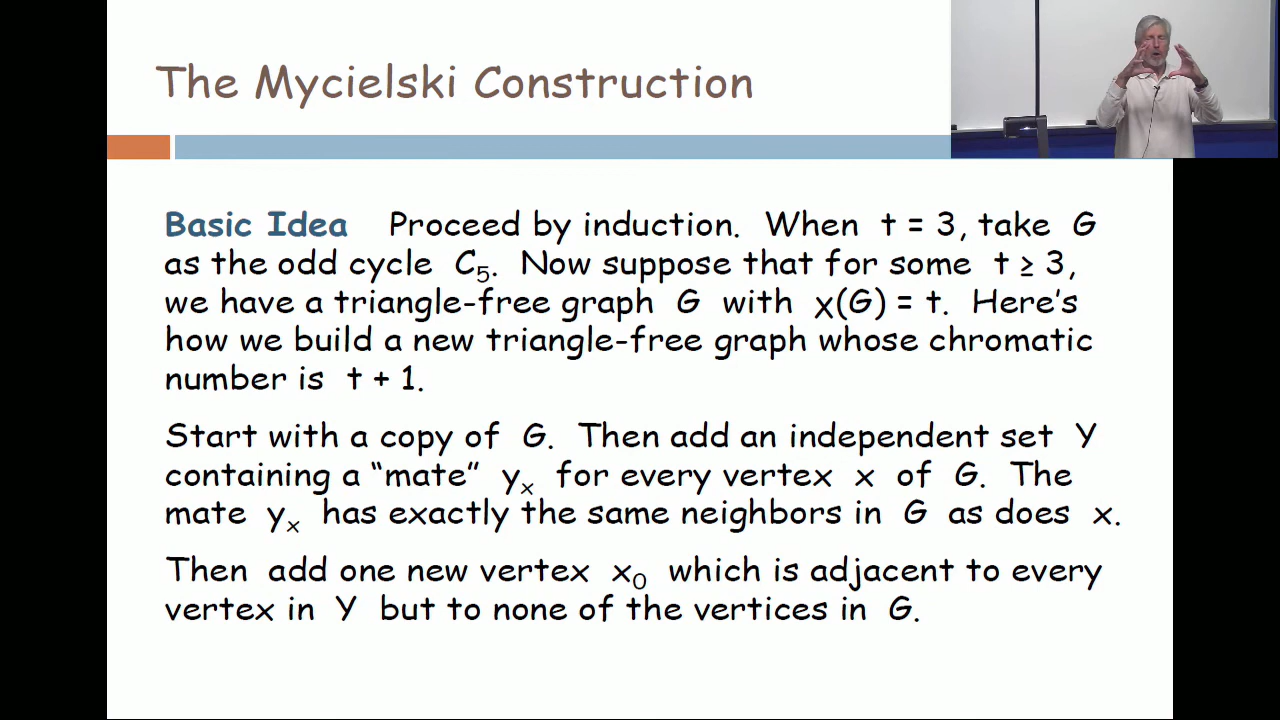 The Mycielski Construction
Basic Idea Proceed by induction. When t = 3, take G
as the odd cycle C₅. Now suppose that for some t ≥ 3,
we have a triangle-free graph G with χ(G) = t. Here's
how we build a new triangle-free graph whose chromatic
number is t + 1.
Start with a copy of G. Then add an independent set Y
containing a “mate” yₓ for every vertex x of G. The
mate yₓ has exactly the same neighbors in G as does x.
Then add one new vertex x₀ which is adjacent to every
vertex in Y but to none of the vertices in G.